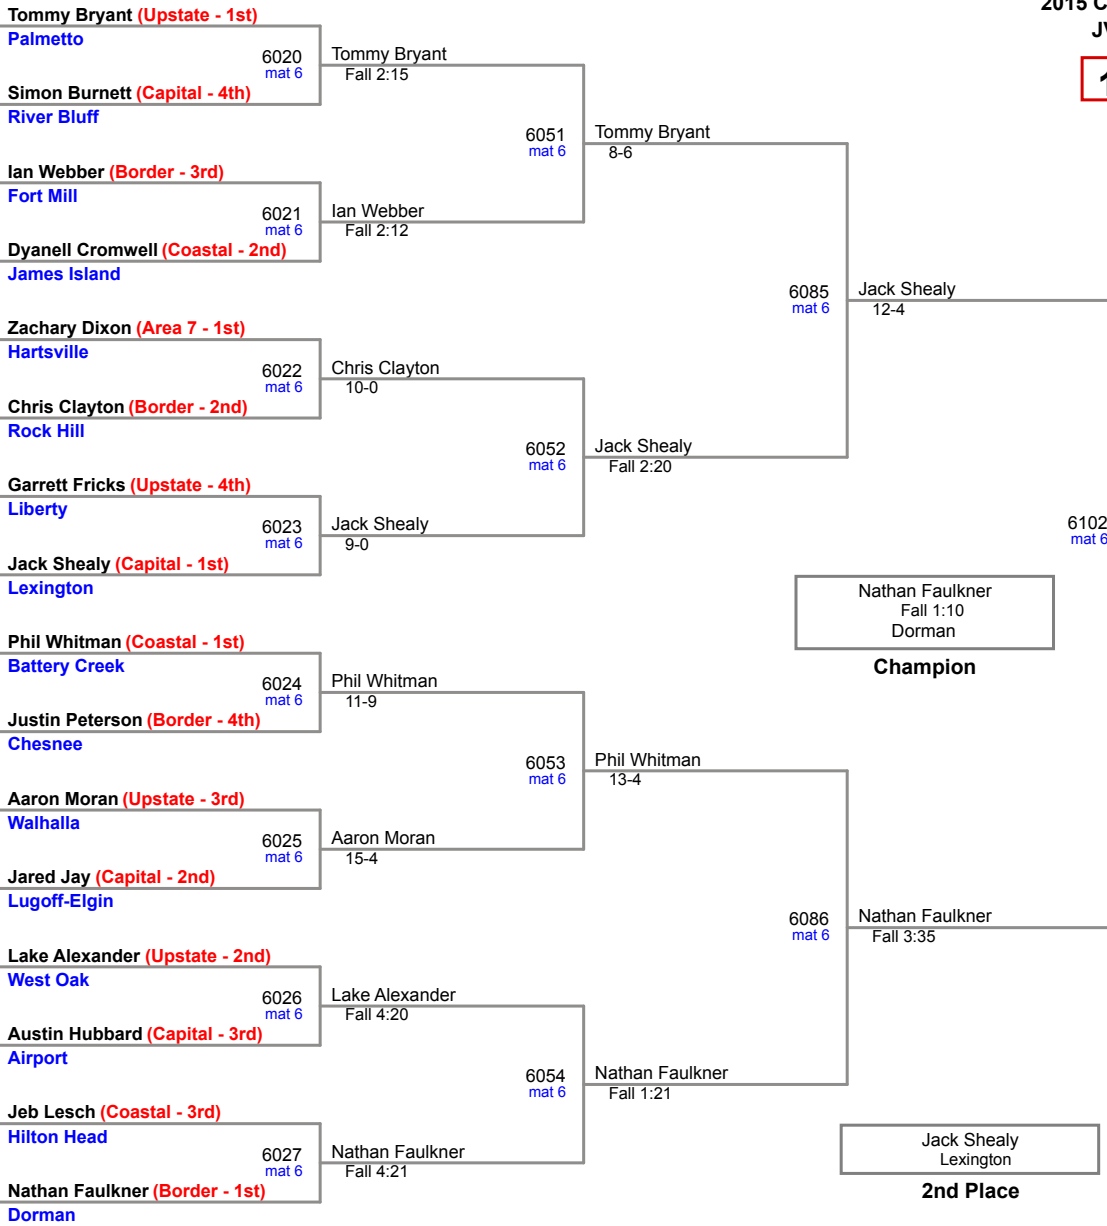 2015 C
JV
1
Tommy Bryant (Upstate - 1st)
Palmetto
6020
mat 6
Tommy Bryant
Fall 2:15
Simon Burnett (Capital - 4th)
River Bluff
6051
mat 6
Tommy Bryant
8-6
Ian Webber (Border - 3rd)
Fort Mill
6021
mat 6
Ian Webber
Fall 2:12
Dyanell Cromwell (Coastal - 2nd)
James Island
6085
mat 6
Jack Shealy
12-4
Zachary Dixon (Area 7 - 1st)
Hartsville
6022
mat 6
Chris Clayton
10-0
Chris Clayton (Border - 2nd)
Rock Hill
6052
mat 6
Jack Shealy
Fall 2:20
Garrett Fricks (Upstate - 4th)
Liberty
6023
mat 6
Jack Shealy
9-0
Jack Shealy (Capital - 1st)
Lexington
6102
mat 6
Nathan Faulkner
Fall 1:10
Dorman
Champion
Phil Whitman (Coastal - 1st)
Battery Creek
6024
mat 6
Phil Whitman
11-9
Justin Peterson (Border - 4th)
Chesnee
6053
mat 6
Phil Whitman
13-4
Aaron Moran (Upstate - 3rd)
Walhalla
6025
mat 6
Aaron Moran
15-4
Jared Jay (Capital - 2nd)
Lugoff-Elgin
6086
mat 6
Nathan Faulkner
Fall 3:35
Lake Alexander (Upstate - 2nd)
West Oak
6026
mat 6
Lake Alexander
Fall 4:20
Austin Hubbard (Capital - 3rd)
Airport
6054
mat 6
Nathan Faulkner
Fall 1:21
Jeb Lesch (Coastal - 3rd)
Hilton Head
6027
mat 6
Nathan Faulkner
Fall 4:21
Nathan Faulkner (Border - 1st)
Dorman
Jack Shealy
Lexington
2nd Place